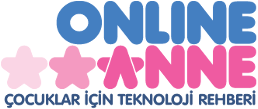 ONLINE
ANNE
ÇOCUKLAR İÇİN TEKNOLOJİ REHBERİ